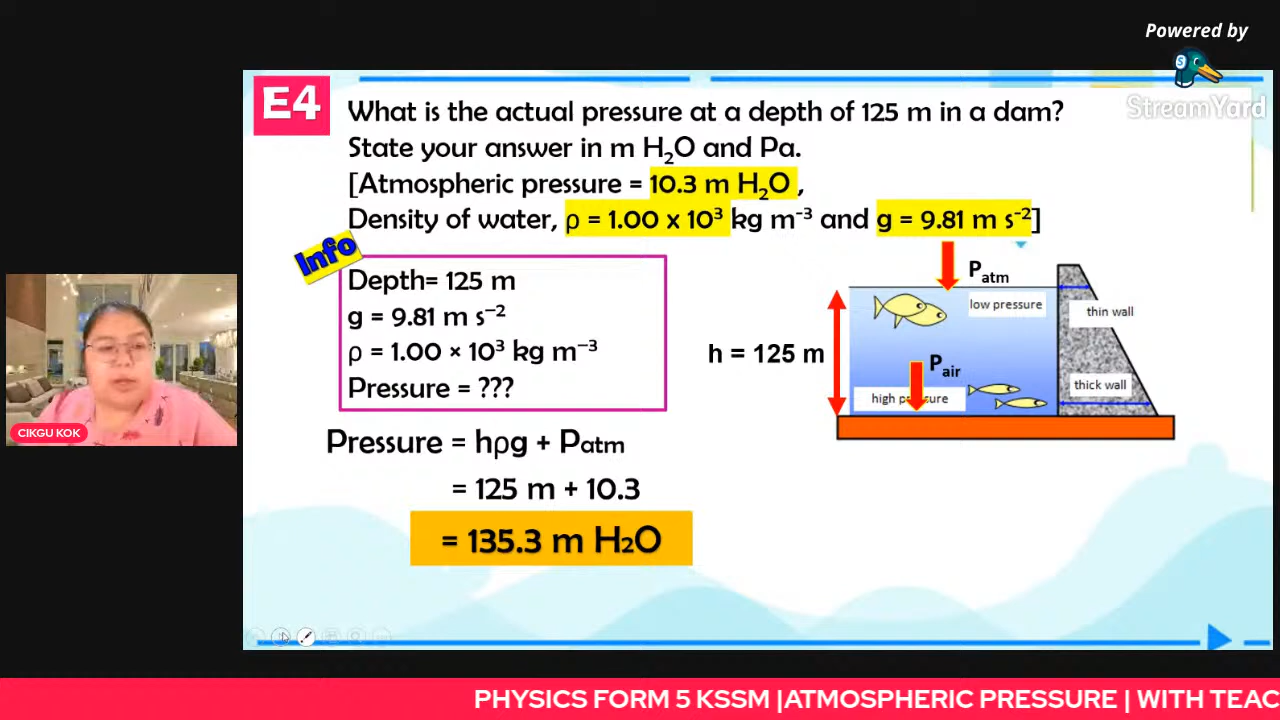 Powered by
StreamYard
E4
What is the actual pressure at a depth of 125 m in a dam?
State your answer in m H₂O and Pa.
[Atmospheric pressure = 10.3 m H₂O ,
Density of water, ρ = 1.00 x 10³ kg m⁻³ and g = 9.81 m s⁻²]
Info
Depth= 125 m
g = 9.81 m s⁻²
ρ = 1.00 × 10³ kg m⁻³
Pressure = ???
Patm
low pressure
thin wall
h = 125 m
Pair
thick wall
high pressure
Pressure = hρg + Patm
= 125 m + 10.3
= 135.3 m H₂O
CIKGU KOK
PHYSICS FORM 5 KSSM |ATMOSPHERIC PRESSURE | WITH TEAC